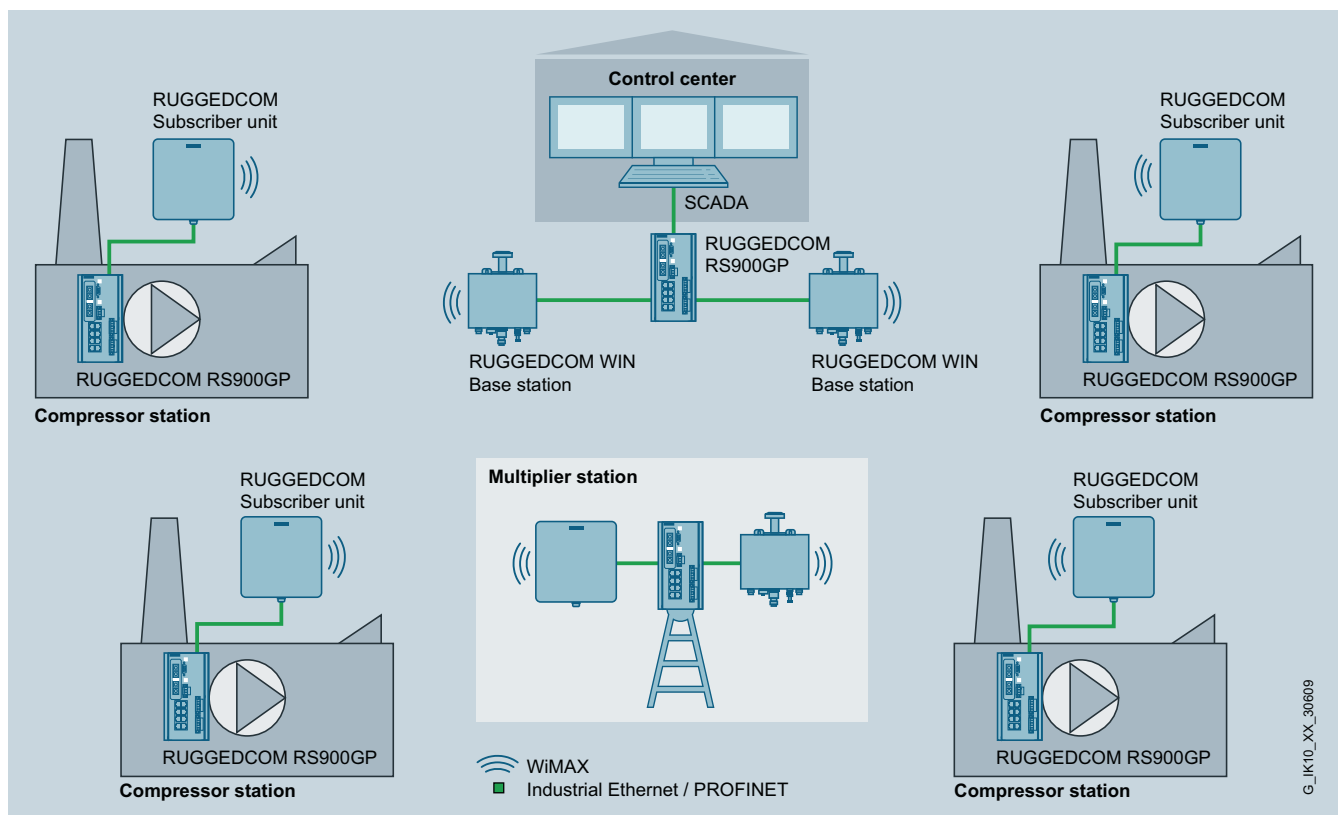 Control center
RUGGEDCOM
Subscriber unit
RUGGEDCOM
Subscriber unit
SCADA
RUGGEDCOM
RS900GP
RUGGEDCOM RS900GP
Compressor station
RUGGEDCOM WIN
Base station
RUGGEDCOM WIN
Base station
RUGGEDCOM RS900GP
Compressor station
RUGGEDCOM
Subscriber unit
Multiplier station
RUGGEDCOM
Subscriber unit
RUGGEDCOM RS900GP
Compressor station
WiMAX
Industrial Ethernet / PROFINET
RUGGEDCOM RS900GP
Compressor station
G_IK10_XX_30609